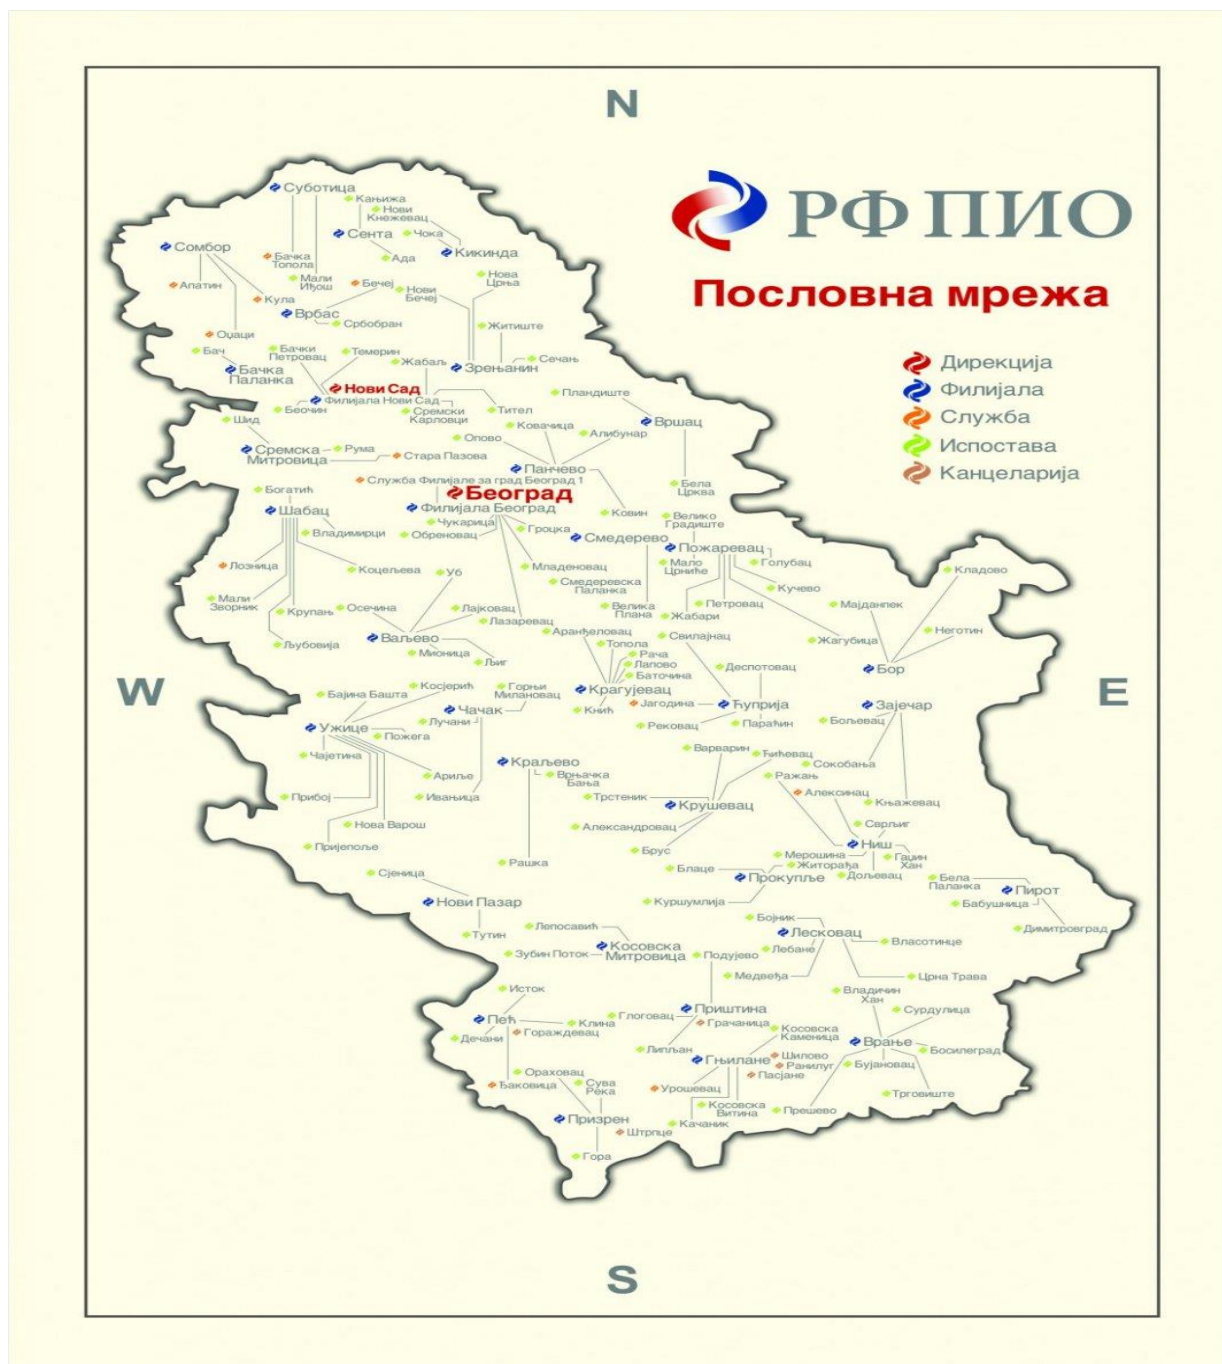 N
РФ ПИО
Пословна мрежа
Дирекција
Филијала
Служба
Испостава
Канцеларија
W
E
Суботица
Кањижа
Нови
Кнежевац
Сента
Чока
Сомбор
Кикинда
Бачка
Топола
Ада
Апатин
Мали
Иђош
Бечеј
Нови
Бечеј
Нова
Црња
Кула
Врбас
Србобран
Житиште
Оџаци
Бач
Бачки
Петровац
Темерин
Жабаљ
Зрењанин
Сечањ
Бачка
Паланка
Нови Сад
Филијала Нови Сад
Беочин
Сремски
Карловци
Тител
Пландиште
Шид
Ковачица
Вршац
Опово
Алибунар
Сремска
Митровица
Рума
Стара Пазова
Панчево
Служба Филијале за град Београд 1
Бела
Црква
Београд
Богатић
Филијала Београд
Шабац
Ковин
Велико
Градиште
Чукарица
Обреновац
Гроцка
Владимирци
Смедерево
Пожаревац
Лозница
Коцељева
Уб
Младеновац
Мало
Црниће
Голубац
Кладово
Смедеревска
Паланка
Кучево
Мали
Зворник
Крупањ
Осечина
Лајковац
Лазаревац
Велика
Плана
Жабари
Петровац
Мајданпек
Љубовија
Ваљево
Мионица
Љиг
Аранђеловац
Топола
Свилајнац
Жагубица
Неготин
Рача
Лапово
Баточина
Деспотовац
Бор
Бајина Башта
Косјерић
Горњи
Милановац
Крагујевац
Кнић
Јагодина
Ћуприја
Зајечар
Чачак
Лучани
Ужице
Пожега
Рековац
Параћин
Бољевац
Чајетина
Краљево
Варварин
Ћићевац
Сокобања
Ариље
Врњачка
Бања
Ражањ
Прибој
Ивањица
Трстеник
Крушевац
Алексинац
Књажевац
Нова Варош
Александровац
Сврљиг
Пријепоље
Брус
Ниш
Рашка
Мерошина
Гаџин
Хан
Сјеница
Блаце
Житорађа
Прокупље
Дољевац
Бела
Паланка
Пирот
Нови Пазар
Куршумлија
Бабушница
Тутин
Лепосавић
Бојник
Лесковац
Димитровград
Зубин Поток
Косовска
Митровица
Подујево
Лебане
Власотинце
Медвеђа
Црна Трава
Исток
Владичин
Хан
Пећ
Клина
Глоговац
Приштина
Грачаница
Сурдулица
Гораждевац
Дечани
Косовска
Каменица
Врање
Босилеград
Липљан
Гњилане
Шилово
Ранилуг
Пасјане
Бујановац
Ораховац
Ђаковица
Сува
Река
Урошевац
Трговиште
Призрен
Косовска
Витина
Прешево
Штрпце
Качаник
Гора
S